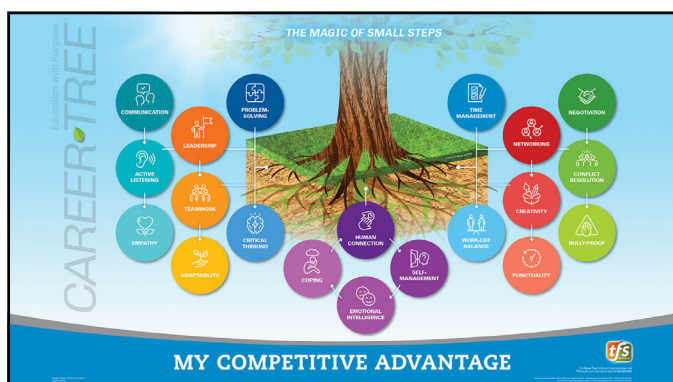 THE MAGIC OF SMALL STEPS
Education with Purpose
CAREER TREE
COMMUNICATION
ACTIVE
LISTENING
EMPATHY
LEADERSHIP
TEAMWORK
ADAPTABILITY
PROBLEM-
SOLVING
CRITICAL
THINKING
HUMAN
CONNECTION
COPING
SELF-
MANAGEMENT
EMOTIONAL
INTELLIGENCE
TIME
MANAGEMENT
WORK-LIFE
BALANCE
NETWORKING
CREATIVITY
PUNCTUALITY
NEGOTIATION
CONFLICT
RESOLUTION
BULLY-PROOF
MY COMPETITIVE ADVANTAGE
tfs